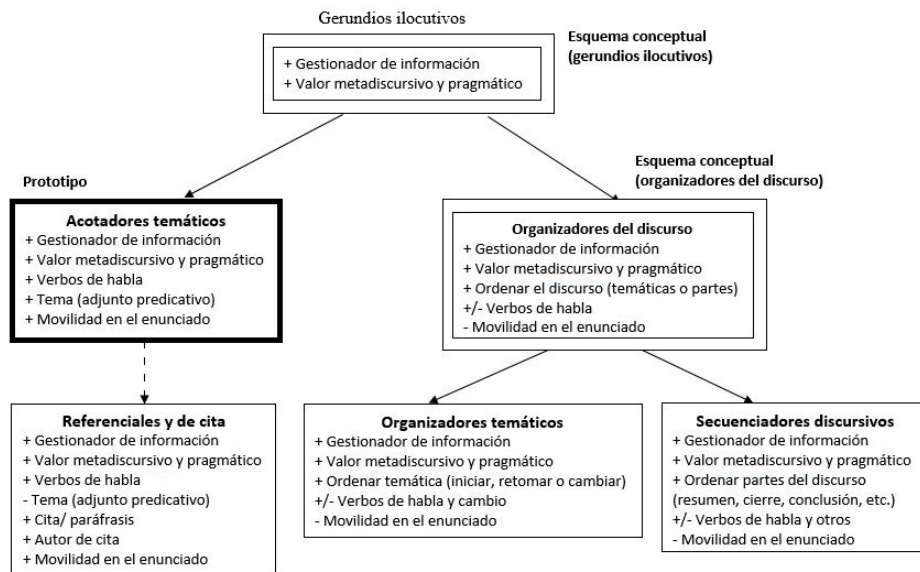 Gerundios ilocutivos
Esquema conceptual
(gerundios ilocutivos)
+ Gestionador de información
+ Valor metadiscursivo y pragmático
Esquema conceptual
(organizadores del discurso)
Prototipo
Acotadores temáticos
+ Gestionador de información
+ Valor metadiscursivo y pragmático
+ Verbos de habla
+ Tema (adjunto predicativo)
+ Movilidad en el enunciado
Organizadores del discurso
+ Gestionador de información
+ Valor metadiscursivo y pragmático
+ Ordenar el discurso (temáticas o partes)
+/- Verbos de habla
- Movilidad en el enunciado
Referenciales y de cita
+ Gestionador de información
+ Valor metadiscursivo y pragmático
+ Verbos de habla
- Tema (adjunto predicativo)
+ Cita/ paráfrasis
+ Autor de cita
+ Movilidad en el enunciado
Organizadores temáticos
+ Gestionador de información
+ Valor metadiscursivo y pragmático
+ Ordenar temática (iniciar, retomar o cambiar)
+/- Verbos de habla y cambio
- Movilidad en el enunciado
Secuenciadores discursivos
+ Gestionador de información
+ Valor metadiscursivo y pragmático
+ Ordenar partes del discurso
(resumen, cierre, conclusión, etc.)
+/- Verbos de habla y otros
- Movilidad en el enunciado